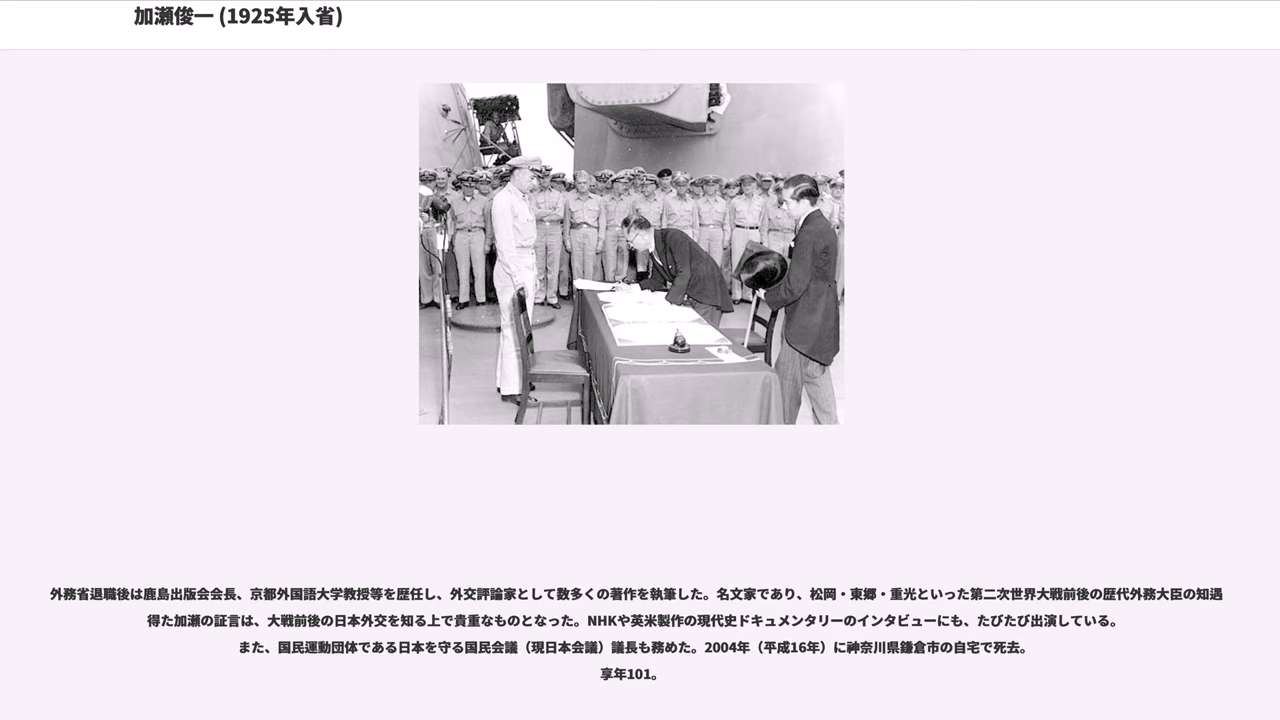 加瀬俊一 (1925年入省)
外務省退職後は鹿島出版会会長、京都外国語大学教授等を歴任し、外交評論家として数多くの著作を執筆した。名文家であり、松岡・東郷・重光といった第二次世界大戦前後の歴代外務大臣の知遇
得た加瀬の証言は、大戦前後の日本外交を知る上で貴重なものとなった。NHKや英米製作の現代史ドキュメンタリーのインタビューにも、たびたび出演している。
また、国民運動団体である日本を守る国民会議（現日本会議）議長も務めた。2004年（平成16年）に神奈川県鎌倉市の自宅で死去。
享年101。